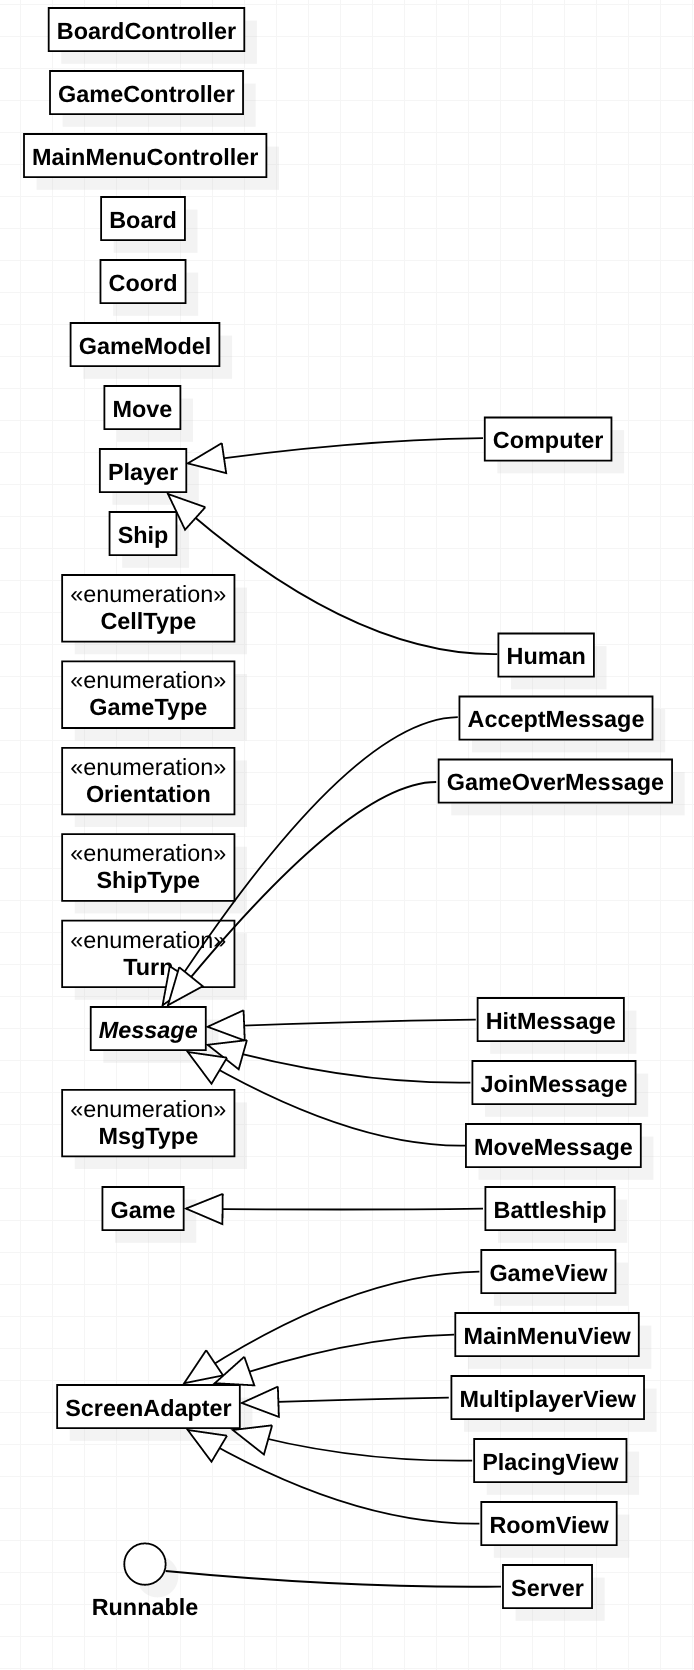 BoardController
GameController
MainMenuController
Board
Coord
GameModel
Move
Computer
Player
Ship
«enumeration»
CellType
Human
«enumeration»
GameType
AcceptMessage
«enumeration»
Orientation
GameOverMessage
«enumeration»
ShipType
«enumeration»
Turn
Message
HitMessage
JoinMessage
«enumeration»
MsgType
MoveMessage
Game
Battleship
GameView
MainMenuView
ScreenAdapter
MultiplayerView
PlacingView
RoomView
Server
Runnable